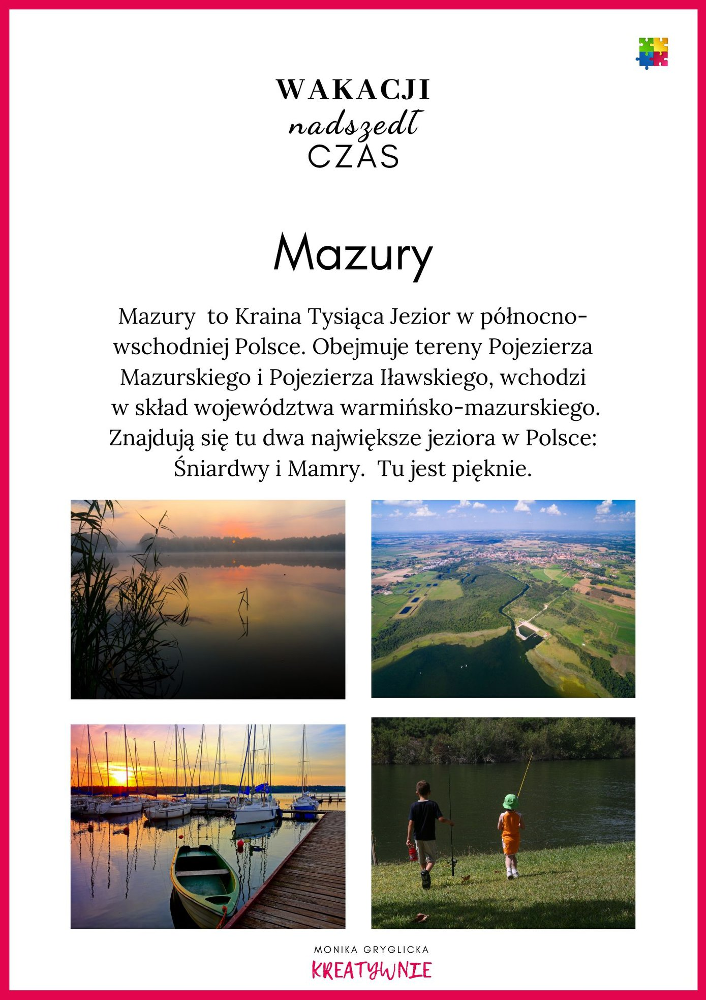 WAKACJI
nadszedł
CZAS
Mazury
Mazury  to Kraina Tysiąca Jezior w północno-
wschodniej Polsce. Obejmuje tereny Pojezierza
Mazurskiego i Pojezierza Iławskiego, wchodzi
w skład województwa warmińsko-mazurskiego.
Znajdują się tu dwa największe jeziora w Polsce:
Śniardwy i Mamry.  Tu jest pięknie.
MONIKA GRYGLICKA
KREATYWNIE